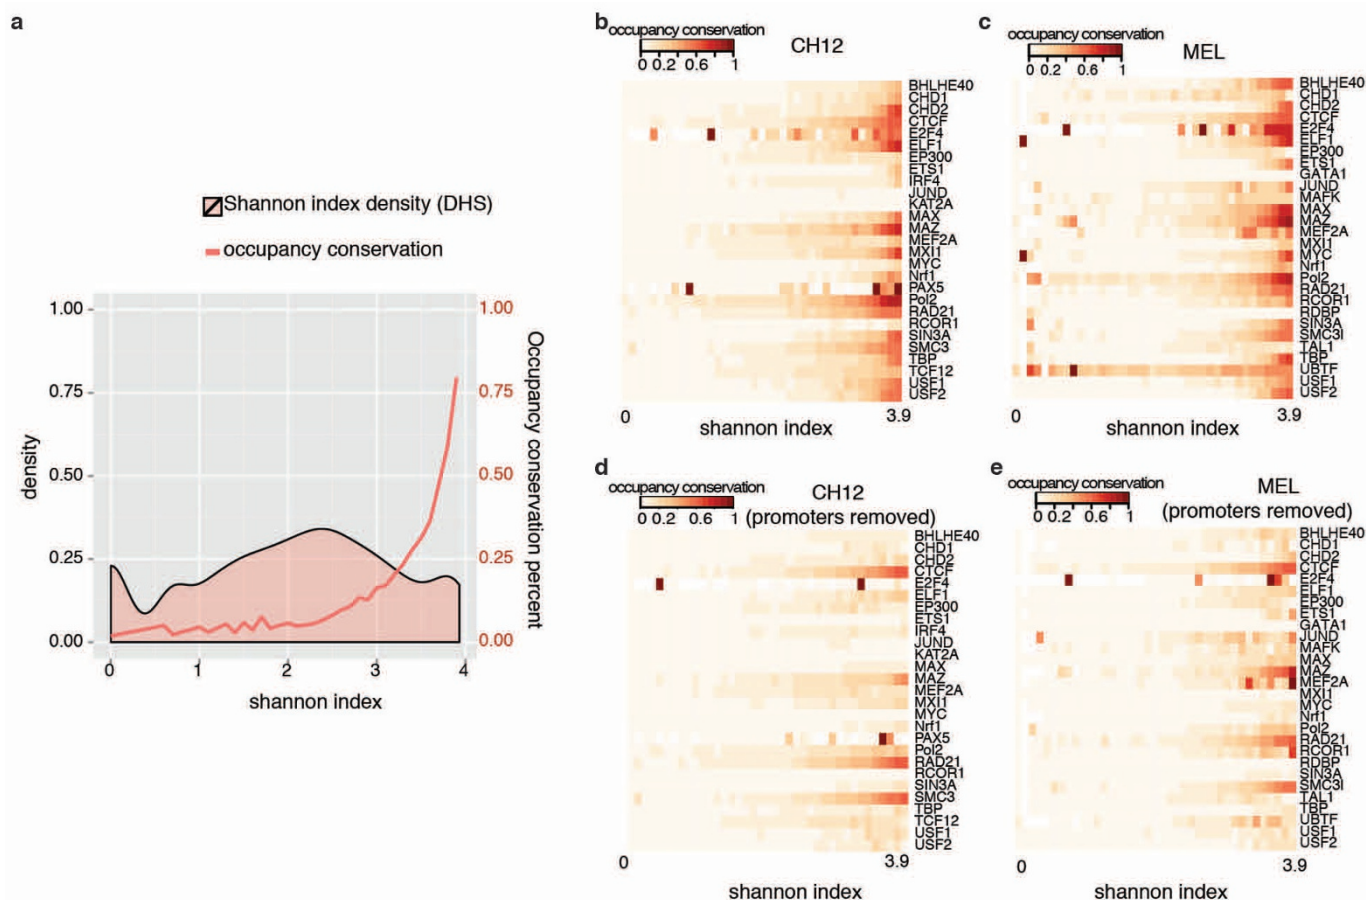 a
Shannon index density (DHS)
occupancy conservation
1.00
0.75
0.50
0.25
0.00
density
1.00
0.75
0.50
0.25
0.00
Occupancy conservation percent
0 1 2 3 4
shannon index
b
occupancy conservation
0 0.2 0.6 1
CH12
BHLHE40
CHD1
CHD2
CTCF
E2F4
ELF1
EP300
ETS1
IRF4
JUND
KAT2A
MAX
MAZ
MEF2A
MXI1
MYC
Nrf1
PAX5
Pol2
RAD21
RCOR1
SIN3A
SMC3
TBP
TCF12
USF1
USF2
0 3.9
shannon index
c
occupancy conservation
0 0.2 0.6 1
MEL
BHLHE40
CHD1
CHD2
CTCF
E2F4
ELF1
EP300
ETS1
GATA1
JUND
MAFK
MAX
MAZ
MEF2A
MXI1
MYC
Nrf1
Pol2
RAD21
RCOR1
RDBP
SIN3A
SMC3I
TAL1
TBP
UBTF
USF1
USF2
0 3.9
shannon index
d
occupancy conservation
0 0.2 0.6 1
CH12
(promoters removed)
BHLHE40
CHD1
CHD2
CTCF
E2F4
ELF1
EP300
ETS1
IRF4
JUND
KAT2A
MAX
MAZ
MEF2A
MXI1
MYC
Nrf1
PAX5
Pol2
RAD21
RCOR1
SIN3A
SMC3
TBP
TCF12
USF1
USF2
0 3.9
shannon index
e
occupancy conservation
0 0.2 0.6 1
MEL
(promoters removed)
BHLHE40
CHD1
CHD2
CTCF
E2F4
ELF1
EP300
ETS1
GATA1
JUND
MAFK
MAX
MAZ
MEF2A
MXI1
MYC
Nrf1
Pol2
RAD21
RCOR1
RDBP
SIN3A
SMC3I
TAL1
TBP
UBTF
USF1
USF2
0 3.9
shannon index